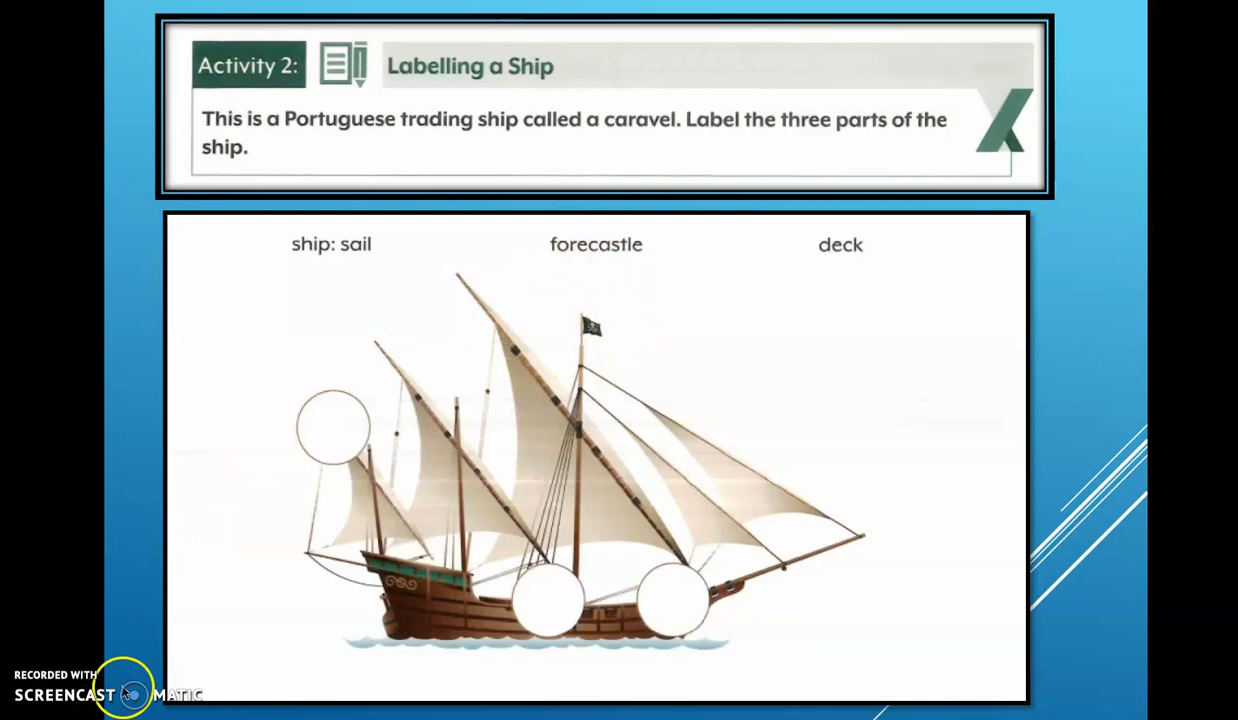 Activity 2:
Labelling a Ship
This is a Portuguese trading ship called a caravel. Label the three parts of the
ship.
ship: sail
forecastle
deck
RECORDED WITH
SCREENCAST MATIC